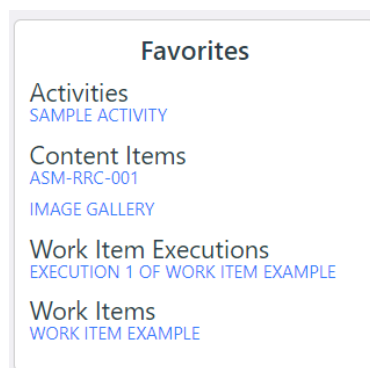 Favorites
Activities
SAMPLE ACTIVITY
Content Items
ASM-RRC-001
IMAGE GALLERY
Work Item Executions
EXECUTION 1 OF WORK ITEM EXAMPLE
Work Items
WORK ITEM EXAMPLE